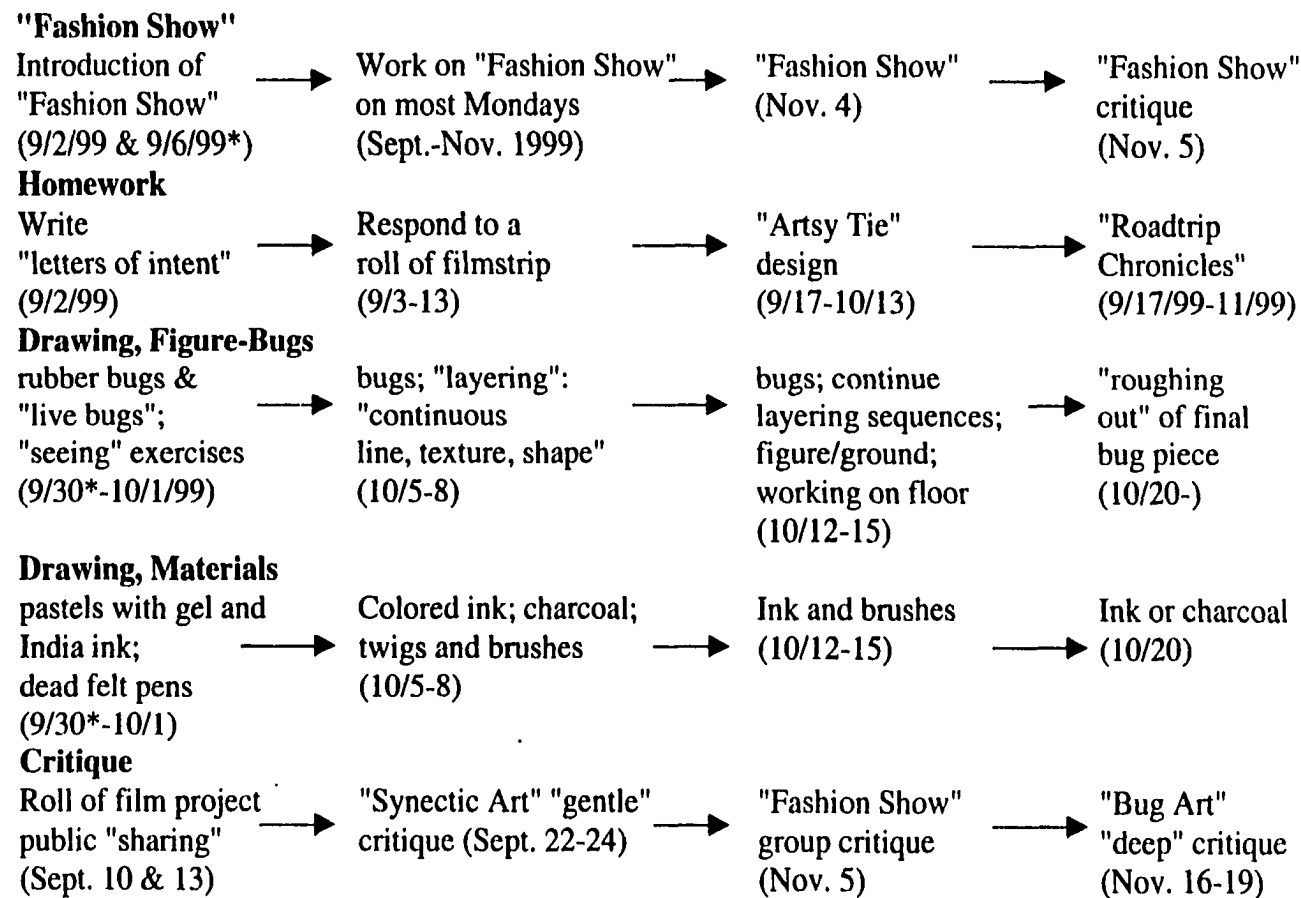 "Fashion Show"
Introduction of
"Fashion Show"
(9/2/99 & 9/6/99*)
Work on "Fashion Show"
on most Mondays
(Sept.-Nov. 1999)
"Fashion Show"
(Nov. 4)
"Fashion Show"
critique
(Nov. 5)
Homework
Write
"letters of intent"
(9/2/99)
Respond to a
roll of filmstrip
(9/3-13)
"Artsy Tie"
design
(9/17-10/13)
"Roadtrip
Chronicles"
(9/17/99-11/99)
Drawing, Figure-Bugs
rubber bugs &
"live bugs";
"seeing" exercises
(9/30*-10/1/99)
bugs; "layering":
"continuous
line, texture, shape"
(10/5-8)
bugs; continue
layering sequences;
figure/ground;
working on floor
(10/12-15)
"roughing
out" of final
bug piece
(10/20-)
Drawing, Materials
pastels with gel and
India ink;
dead felt pens
(9/30*-10/1)
Colored ink; charcoal;
twigs and brushes
(10/5-8)
Ink and brushes
(10/12-15)
Ink or charcoal
(10/20)
Critique
Roll of film project
public "sharing"
(Sept. 10 & 13)
"Synectic Art" "gentle"
critique (Sept. 22-24)
"Fashion Show"
group critique
(Nov. 5)
"Bug Art"
"deep" critique
(Nov. 16-19)